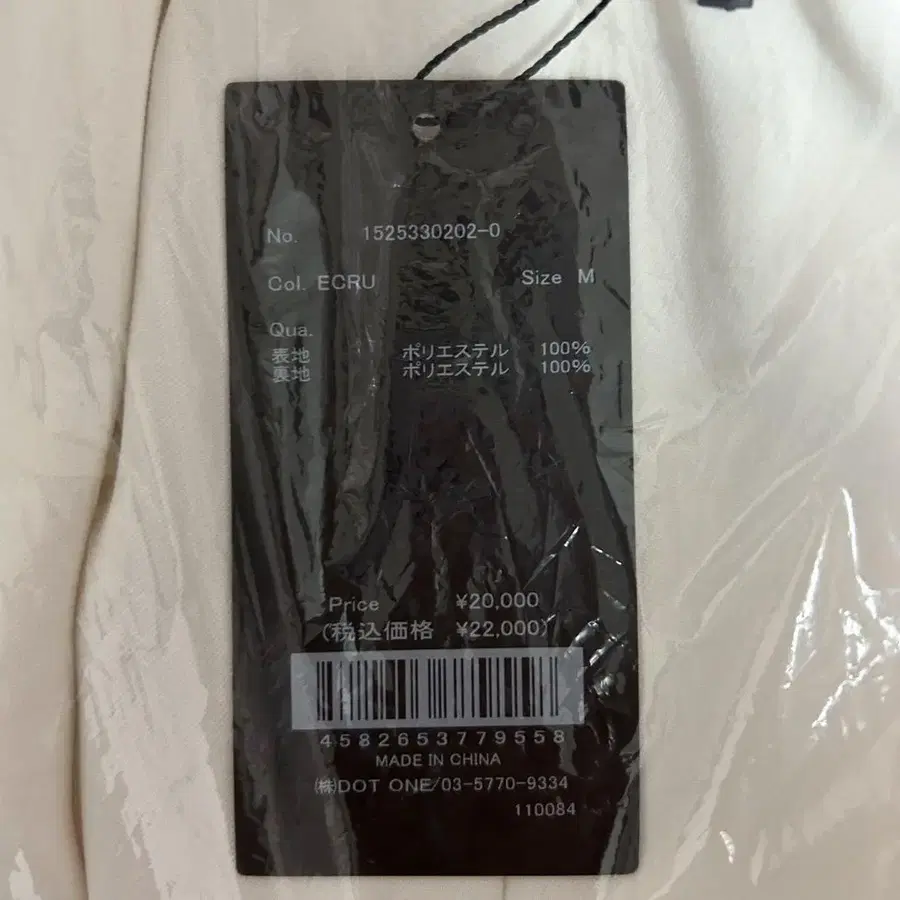 No. 1525330202-0
Col. ECRU Size M
Qua.
表地 ポリエステル 100%
裏地 ポリエステル 100%
Price ¥20,000
(税込価格 ¥22,000)
4582653779558
MADE IN CHINA
㈱DOT ONE/03-5770-9334
110084